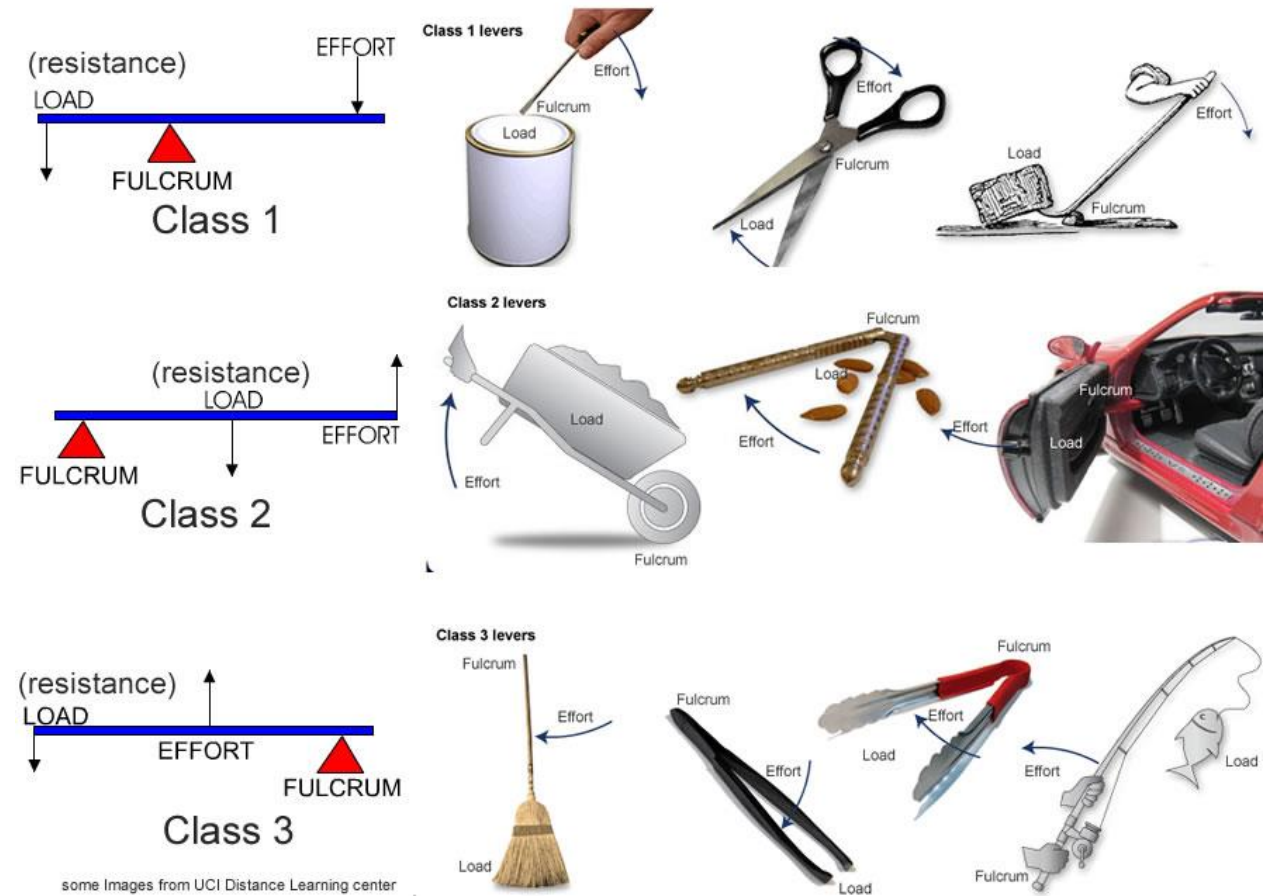 (resistance)
LOAD
EFFORT
FULCRUM
Class 1
Class 1 levers
Effort
Fulcrum
Load
Effort
Fulcrum
Load
Load
Effort
Fulcrum
(resistance)
LOAD
EFFORT
FULCRUM
Class 2
Class 2 levers
Load
Effort
Fulcrum
Fulcrum
Load
Effort
Fulcrum
Effort
Load
(resistance)
LOAD
EFFORT
FULCRUM
Class 3
some Images from UCI Distance Learning center
Class 3 levers
Fulcrum
Effort
Load
Fulcrum
Effort
Load
Fulcrum
Effort
Load
Effort
Load
Fulcrum